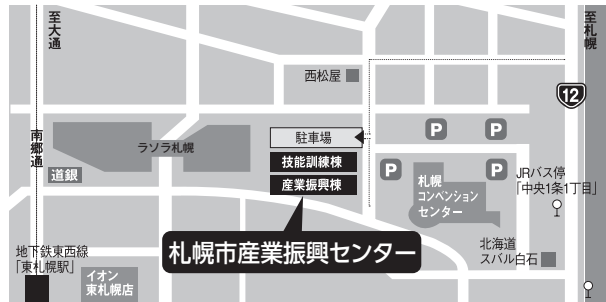 至大通
至札幌
西松屋
12
南郷通
ラソラ札幌
駐車場
P
P
道銀
技能訓練棟
産業振興棟
P
P
札幌
コンベンション
センター
JRバス停
「中央1条1丁目」
札幌市産業振興センター
地下鉄東西線
「東札幌駅」
イオン
東札幌店
北海道
スバル白石